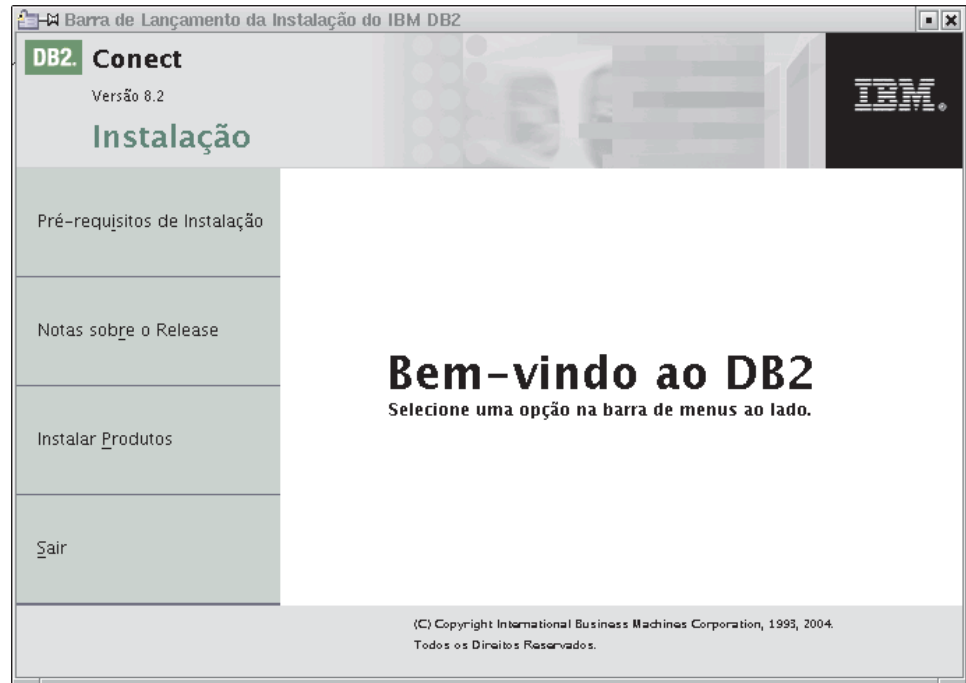 Barra de Lançamento da Instalação do IBM DB2
DB2. Conect
Versão 8.2
Instalação
IBM.
Pré-requisitos de Instalação
Notas sobre o Release
Instalar Produtos
Sair
Bem-vindo ao DB2
Selecione uma opção na barra de menus ao lado.
(C) Copyright International Business Machines Corporation, 1993, 2004.
Todos os Direitos Reservados.